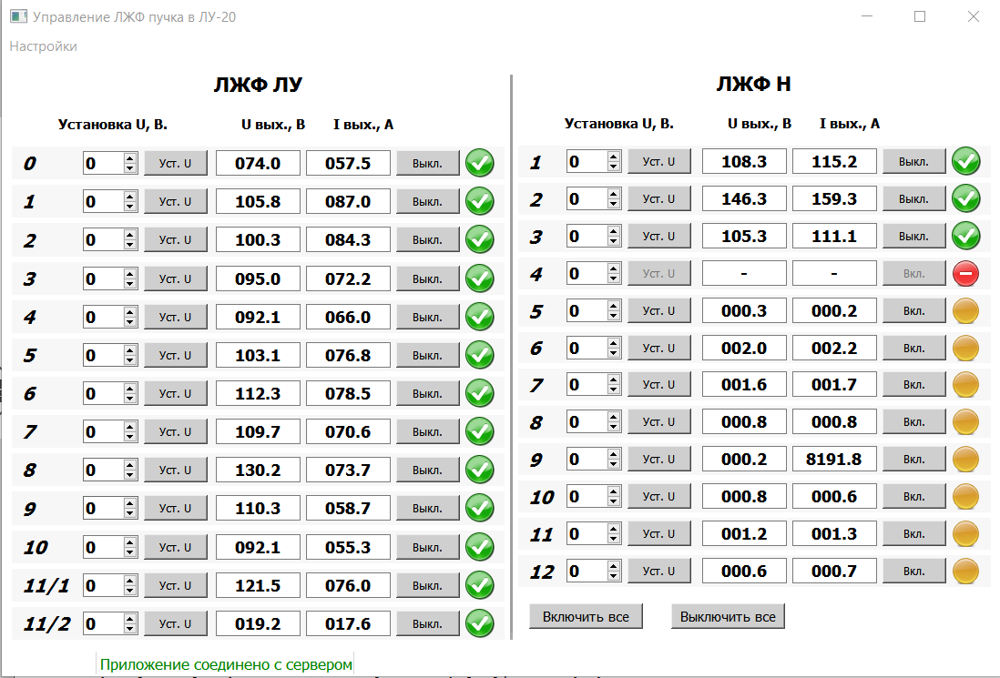 Управление ЛЖФ пучка в ЛУ-20
Настройки
ЛЖФ ЛУ
Установка U, В. U вых., В I вых., А
0 0 Уст. U 074.0 057.5 Выкл.
1 0 Уст. U 105.8 087.0 Выкл.
2 0 Уст. U 100.3 084.3 Выкл.
3 0 Уст. U 095.0 072.2 Выкл.
4 0 Уст. U 092.1 066.0 Выкл.
5 0 Уст. U 103.1 076.8 Выкл.
6 0 Уст. U 112.3 078.5 Выкл.
7 0 Уст. U 109.7 070.6 Выкл.
8 0 Уст. U 130.2 073.7 Выкл.
9 0 Уст. U 110.3 058.7 Выкл.
10 0 Уст. U 092.1 055.3 Выкл.
11/1 0 Уст. U 121.5 076.0 Выкл.
11/2 0 Уст. U 019.2 017.6 Выкл.
ЛЖФ Н
Установка U, В. U вых., В I вых., А
1 0 Уст. U 108.3 115.2 Выкл.
2 0 Уст. U 146.3 159.3 Выкл.
3 0 Уст. U 105.3 111.1 Выкл.
4 0 Уст. U - - Вкл.
5 0 Уст. U 000.3 000.2 Вкл.
6 0 Уст. U 002.0 002.2 Вкл.
7 0 Уст. U 001.6 001.7 Вкл.
8 0 Уст. U 000.8 000.8 Вкл.
9 0 Уст. U 000.2 8191.8 Вкл.
10 0 Уст. U 000.8 000.6 Вкл.
11 0 Уст. U 001.2 001.3 Вкл.
12 0 Уст. U 000.6 000.7 Вкл.
Включить все Выключить все
Приложение соединено с сервером